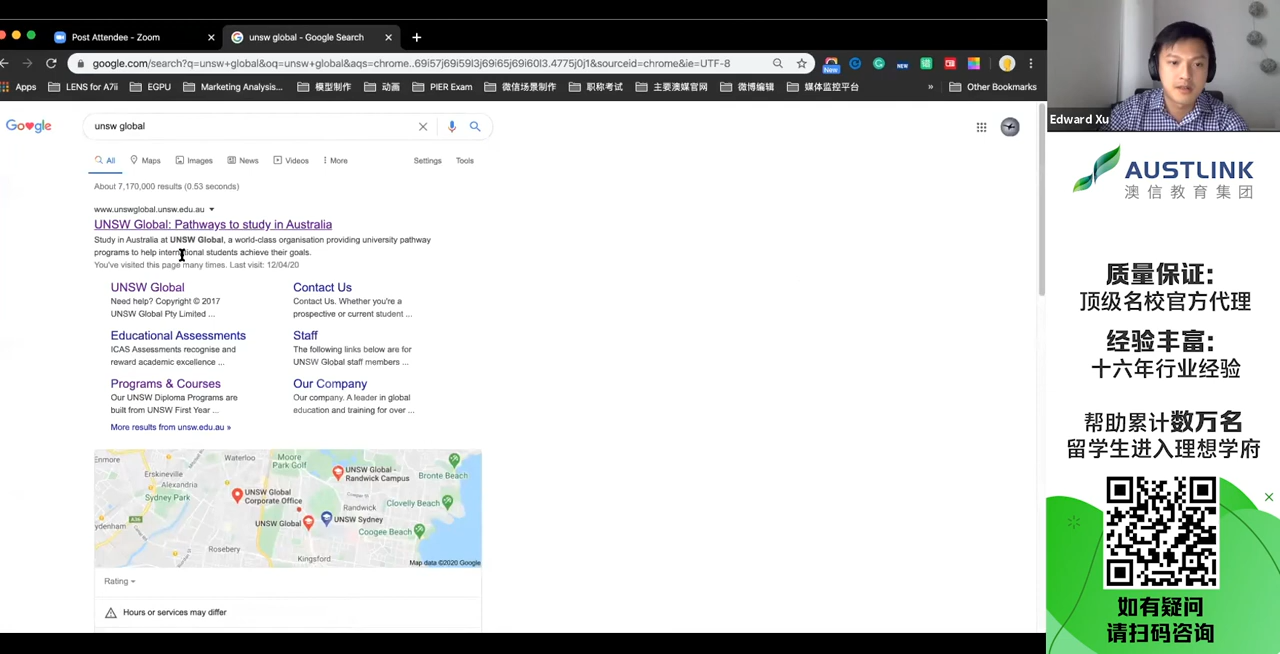 Post Attendee - Zoom
unsw global - Google Search
google.com/search?q=unsw+global&oq=unsw+global&aqs=chrome..69i57j69i59l3j69i65j69i60l3.4775j0j1&sourceid=chrome&ie=UTF-8
New
NEW
Apps
LENS for A7ii
EGPU
Marketing Analysis...
模型制作
动画
PIER Exam
微信场景制作
职称考试
主要澳媒官网
微博编辑
媒体监控平台
»
Other Bookmarks
Google
unsw global
All
Maps
Images
News
Videos
More
Settings
Tools
About 7,170,000 results (0.53 seconds)
www.unswglobal.unsw.edu.au
UNSW Global: Pathways to study in Australia
Study in Australia at UNSW Global, a world-class organisation providing university pathway
programs to help international students achieve their goals.
You've visited this page many times. Last visit: 12/04/20
UNSW Global
Need help? Copyright © 2017
UNSW Global Pty Limited ...
Contact Us
Contact Us. Whether you're a
prospective or current student ...
Educational Assessments
ICAS Assessments recognise and
reward academic excellence ...
Staff
The following links below are for
UNSW Global staff members ...
Programs & Courses
Our UNSW Diploma Programs are
built from UNSW First Year ...
Our Company
Our company. A leader in global
education and training for over ...
More results from unsw.edu.au »
Enmore
Waterloo
Moore
Park Golf
Erskineville
Alexandria
Sydney Park
UNSW Global -
Randwick Campus
Bronte Beach
UNSW Global
Corporate Office
Clovelly Beach
Randwick
ydenham
A36
UNSW Global
UNSW Sydney
Coogee Beach
Rosebery
Kingsford
Map data ©2020 Google
Rating
Hours or services may differ
Edward Xu
AUSTLINK
澳信教育集团
质量保证:
顶级名校官方代理
经验丰富:
十六年行业经验
帮助累计数万名
留学生进入理想学府
如有疑问
请扫码咨询